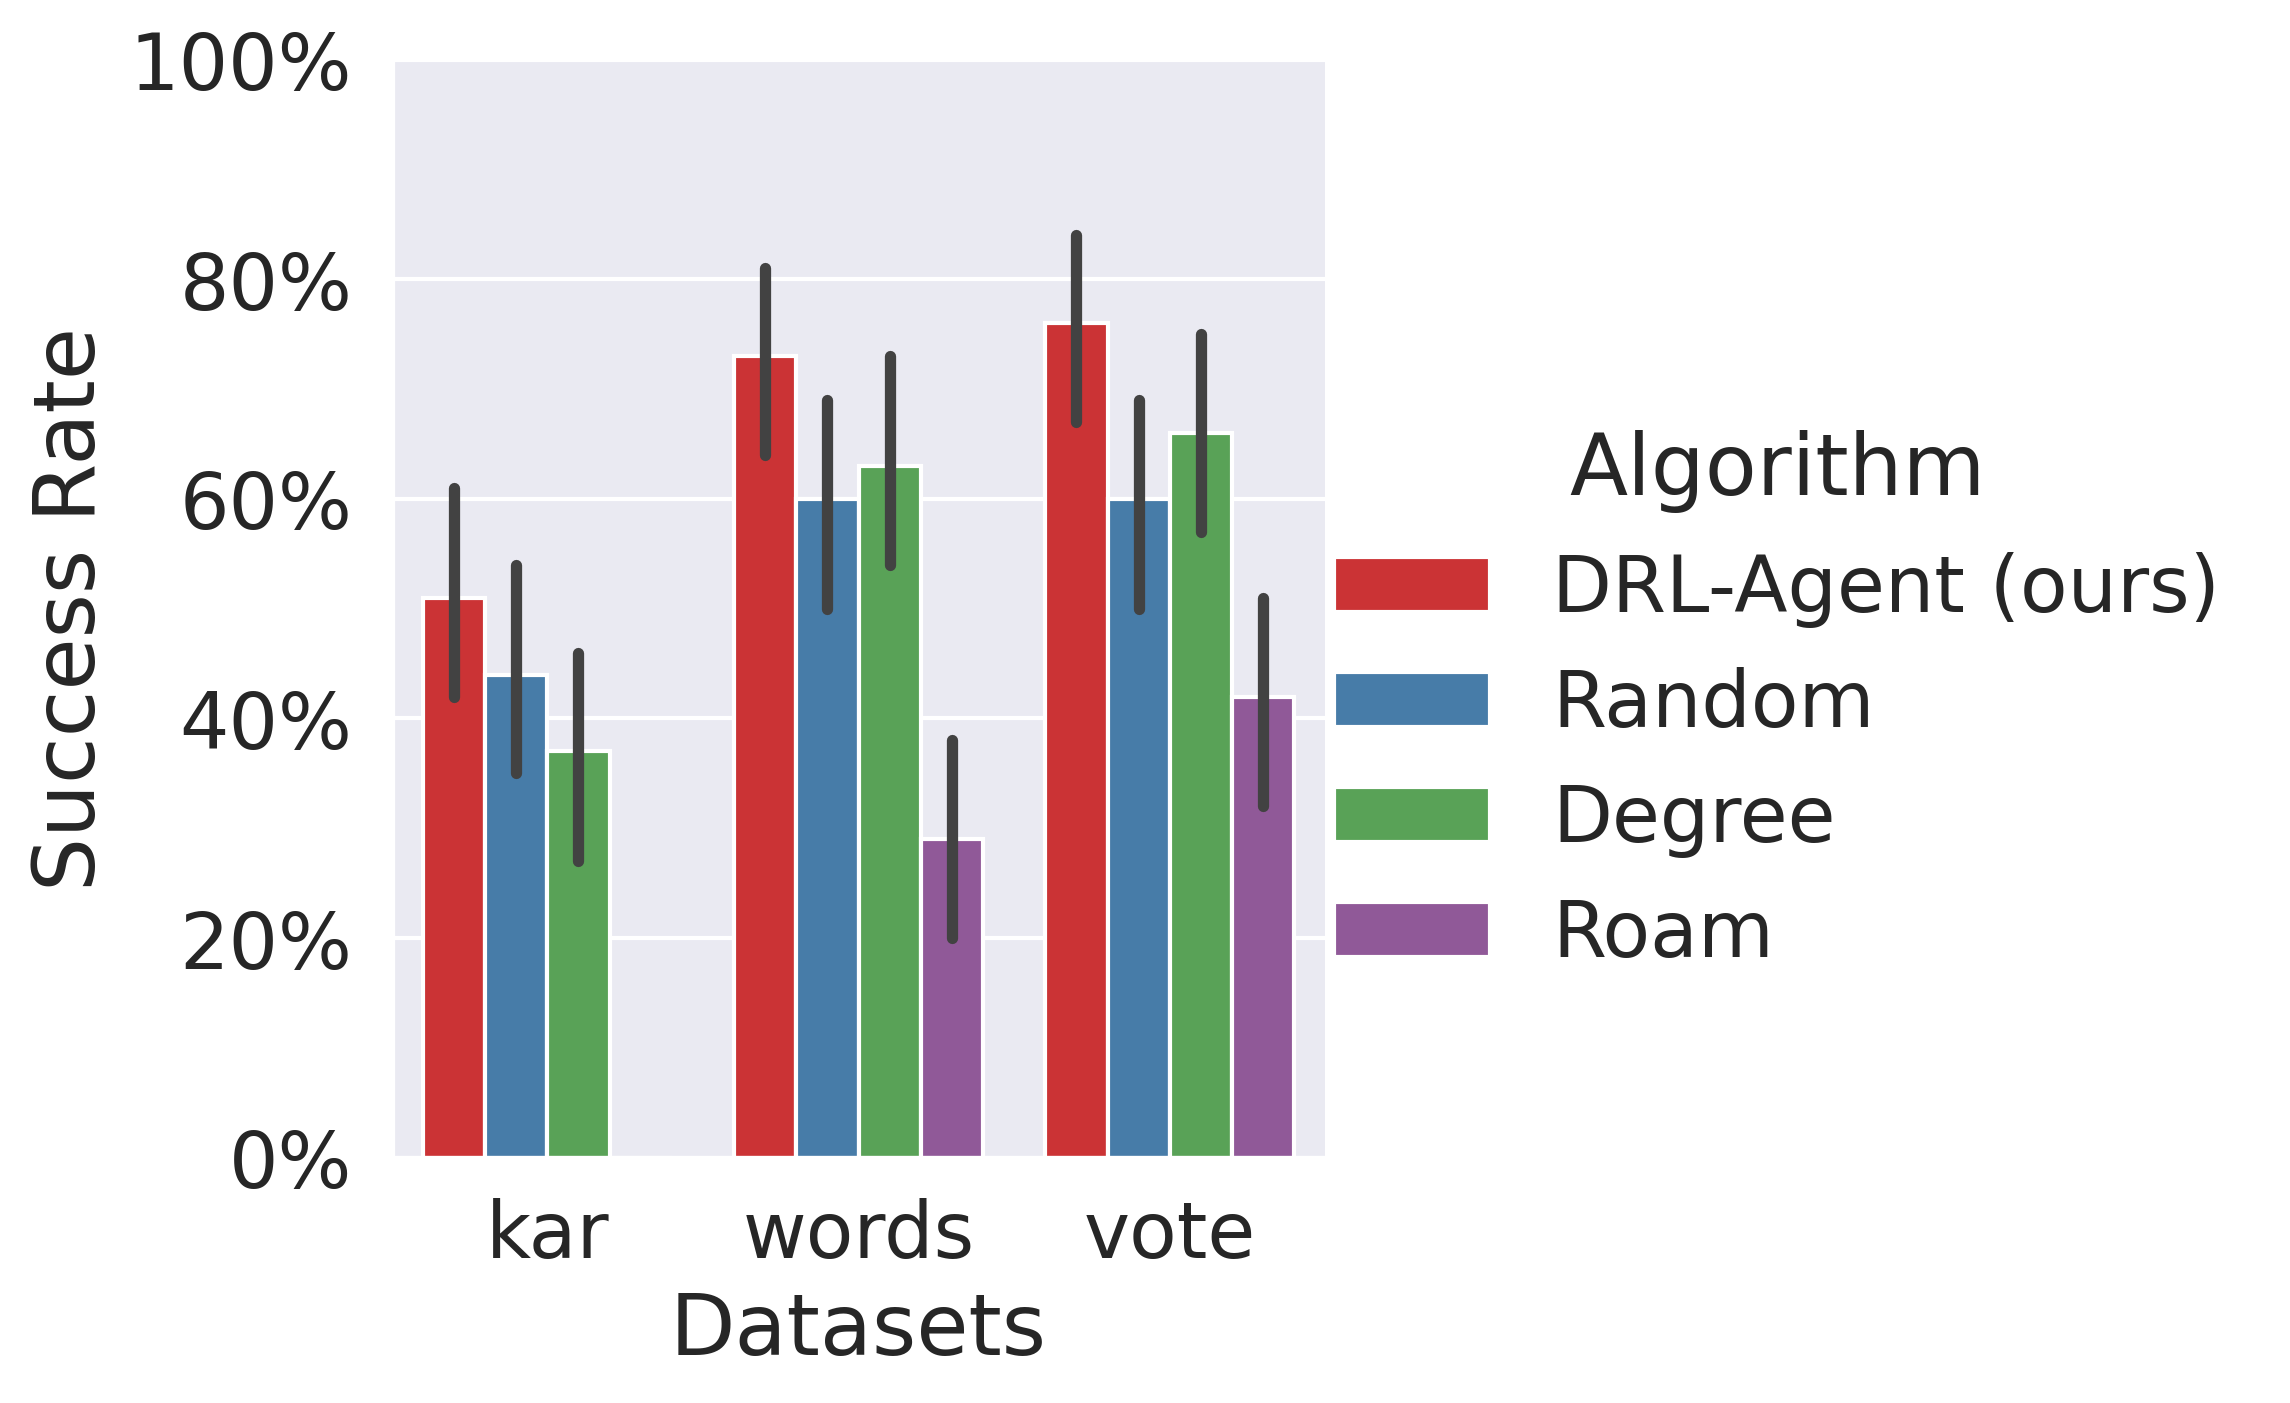 100%
80%
60%
40%
20%
0%
Success Rate
kar
words
vote
Datasets
Algorithm
DRL-Agent (ours)
Random
Degree
Roam